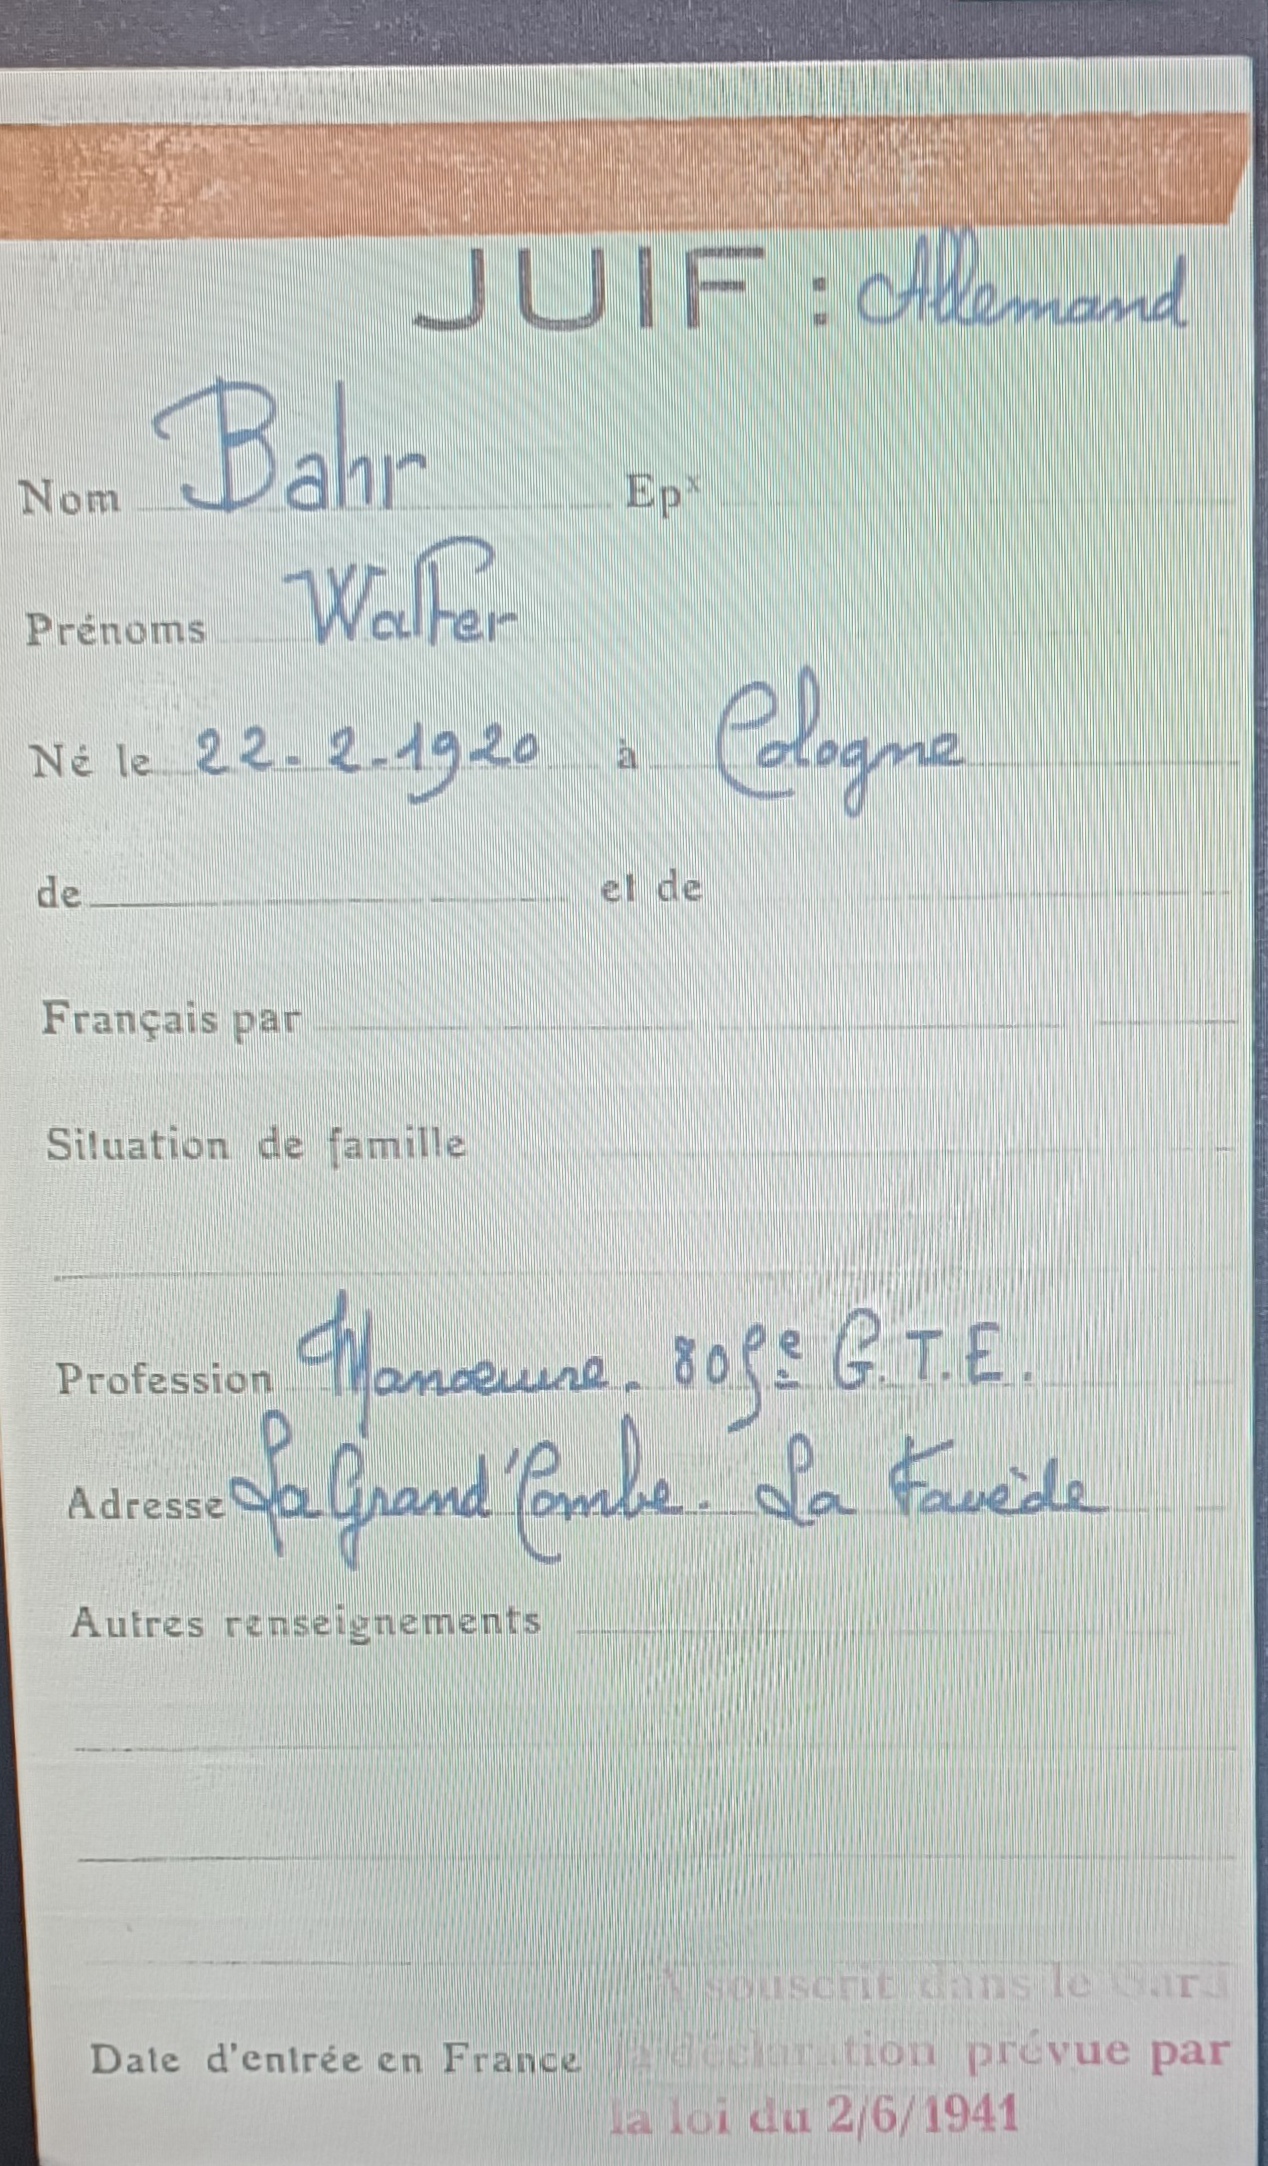 JUIF : Allemand
Nom Bahr Epx
Prénoms Walter
Né le 22-2-1920 à Cologne
de et de
Français par
Situation de famille
Profession Manoeuvre. 805e G.T.E.
Adresse La Grand'Combe. La Favède
Autres renseignements
A souscrit dans le Gard
Date d'entrée en France la déclaration prévue par
la loi du 2/6/1941